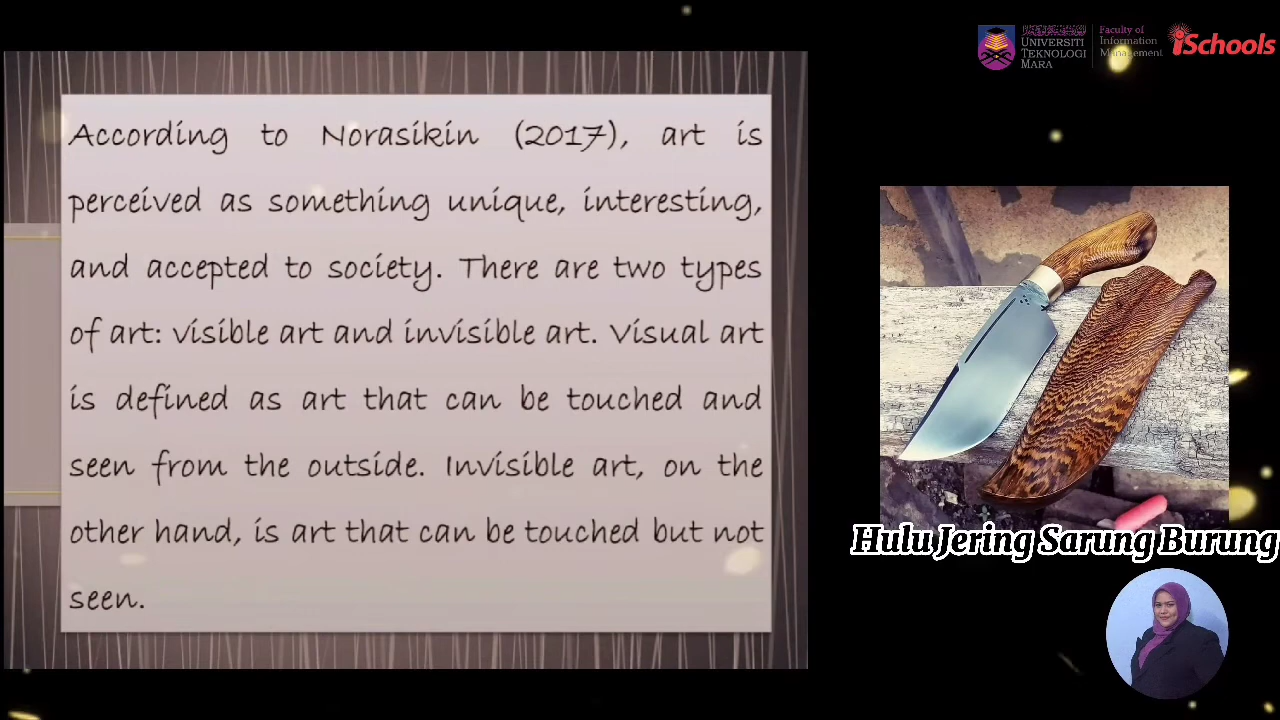 UNIVERSITI
TEKNOLOGI
MARA
Faculty of
Information
Management
iSchools
According to Norasikin (2017), art is
perceived as something unique, interesting,
and accepted to society. There are two types
of art: visible art and invisible art. Visual art
is defined as art that can be touched and
seen from the outside. Invisible art, on the
other hand, is art that can be touched but not
seen.
Hulu Jering Sarung Burung